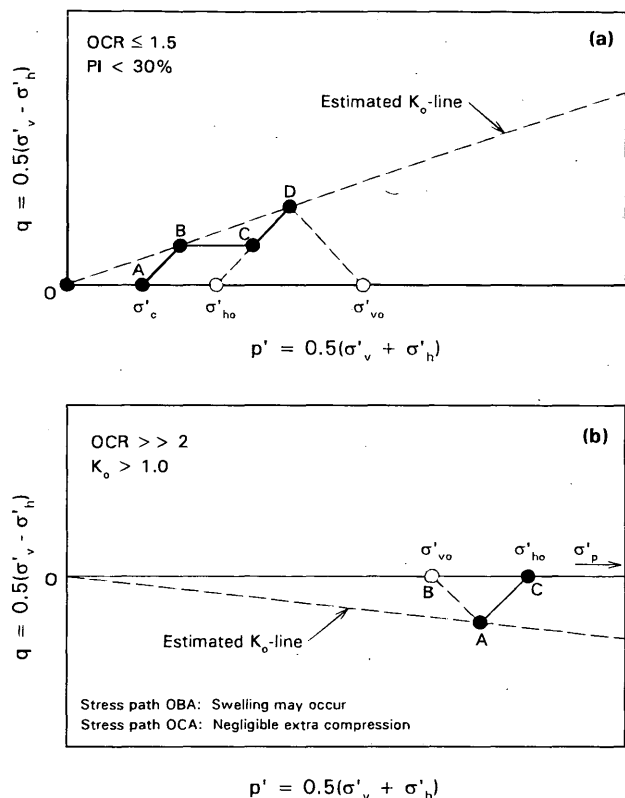 OCR ≤ 1.5
PI < 30%
(a)
Estimated Kₒ-line
q = 0.5(σ'ᵥ - σ'ₕ)
D
B
C
A
O
σ'c
σ'ho
σ'vo
p' = 0.5(σ'ᵥ + σ'ₕ)
OCR > > 2
Kₒ > 1.0
(b)
q = 0.5(σ'ᵥ - σ'ₕ)
σ'vo
σ'ho
σ'p
O
B
C
A
Estimated Kₒ-line
Stress path OBA: Swelling may occur
Stress path OCA: Negligible extra compression
p' = 0.5(σ'ᵥ + σ'ₕ)